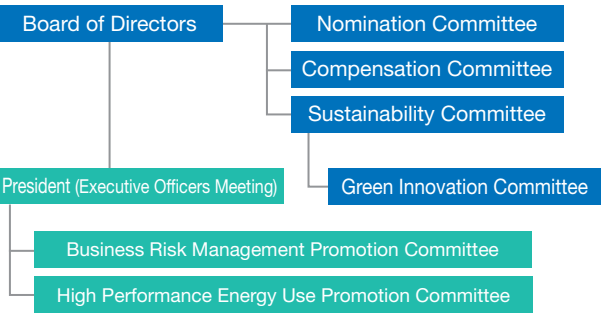 Board of Directors
Nomination Committee
Compensation Committee
Sustainability Committee
President (Executive Officers Meeting)
Green Innovation Committee
Business Risk Management Promotion Committee
High Performance Energy Use Promotion Committee